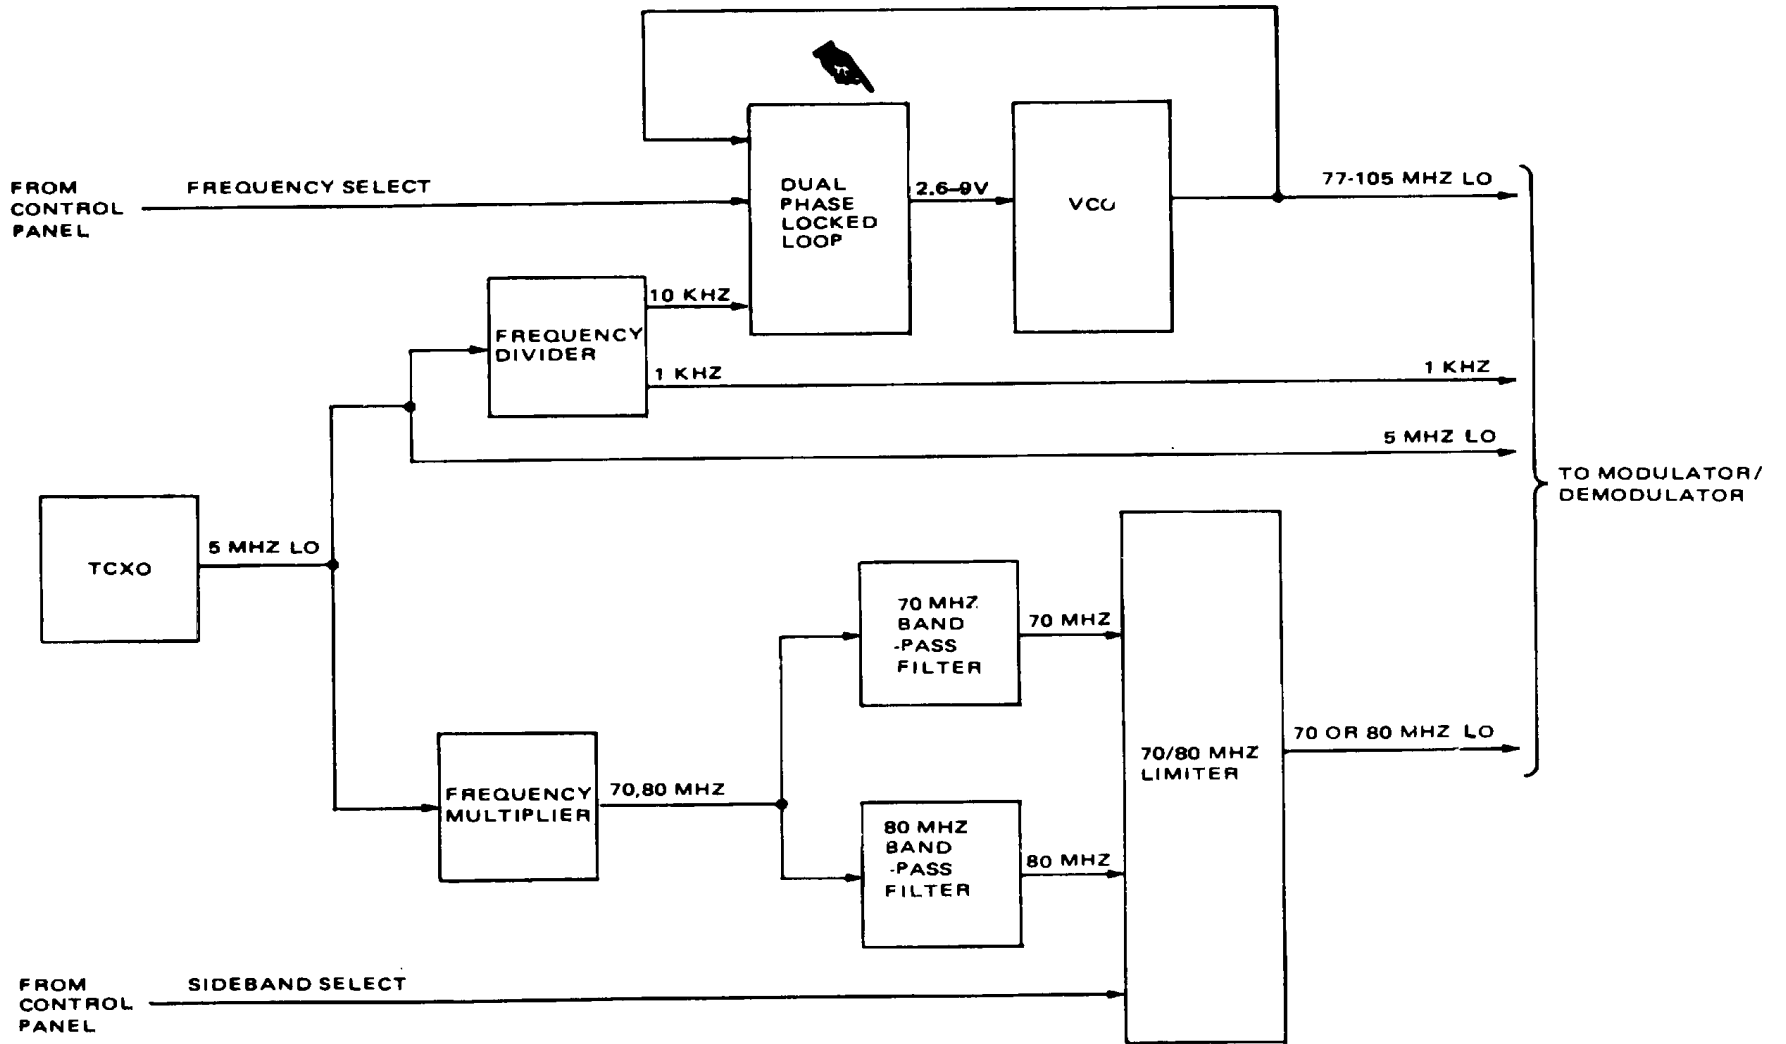 FROM
CONTROL
PANEL
FREQUENCY SELECT
DUAL
PHASE
LOCKED
LOOP
2.6–9V
VCO
77-105 MHZ LO
FREQUENCY
DIVIDER
10 KHZ
1 KHZ
1 KHZ
5 MHZ LO
TO MODULATOR/
DEMODULATOR
TCXO
5 MHZ LO
70 MHZ
BAND
-PASS
FILTER
70 MHZ
FREQUENCY
MULTIPLIER
70,80 MHZ
80 MHZ
BAND
-PASS
FILTER
80 MHZ
70/80 MHZ
LIMITER
70 OR 80 MHZ LO
FROM
CONTROL
PANEL
SIDEBAND SELECT